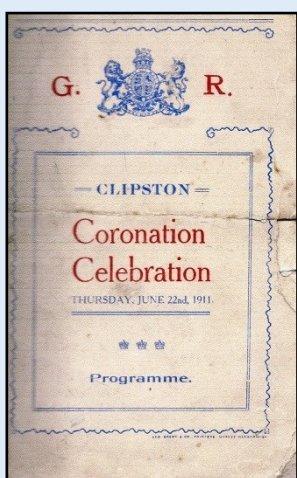 G. R.
CLIPSTON
Coronation
Celebration
THURSDAY, JUNE 22nd, 1911.
Programme.